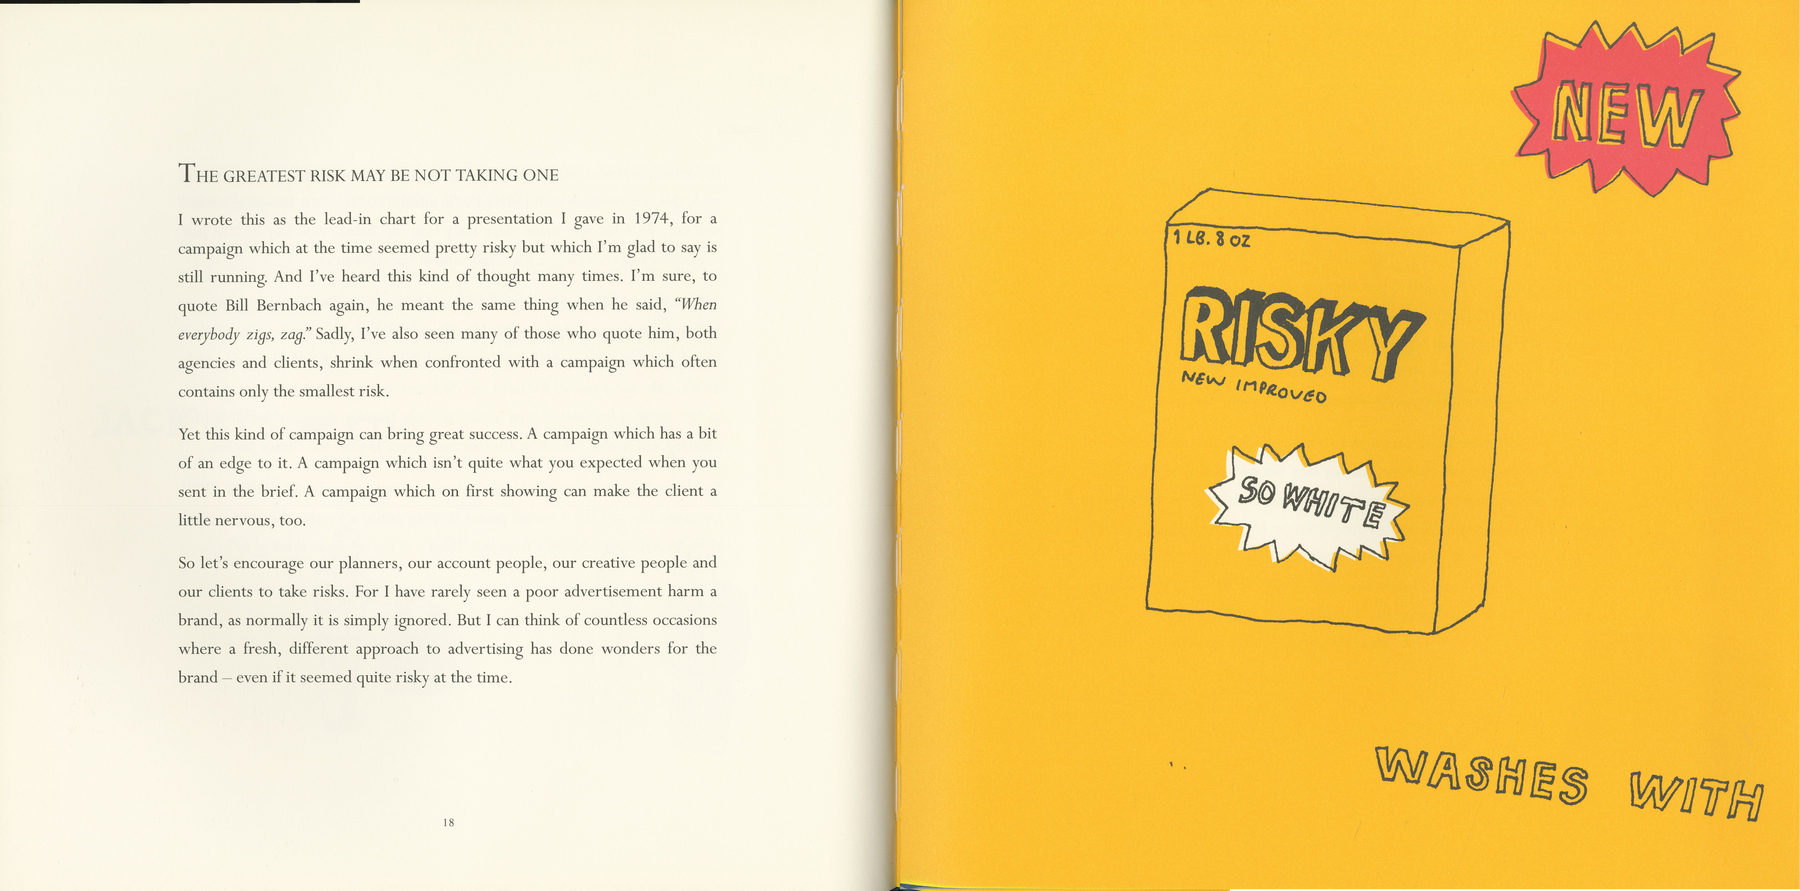 THE GREATEST RISK MAY BE NOT TAKING ONE
I wrote this as the lead-in chart for a presentation I gave in 1974, for a
campaign which at the time seemed pretty risky but which I’m glad to say is
still running. And I’ve heard this kind of thought many times. I’m sure, to
quote Bill Bernbach again, he meant the same thing when he said, “When
everybody zigs, zag.” Sadly, I’ve also seen many of those who quote him, both
agencies and clients, shrink when confronted with a campaign which often
contains only the smallest risk.
Yet this kind of campaign can bring great success. A campaign which has a bit
of an edge to it. A campaign which isn’t quite what you expected when you
sent in the brief. A campaign which on first showing can make the client a
little nervous, too.
So let’s encourage our planners, our account people, our creative people and
our clients to take risks. For I have rarely seen a poor advertisement harm a
brand, as normally it is simply ignored. But I can think of countless occasions
where a fresh, different approach to advertising has done wonders for the
brand – even if it seemed quite risky at the time.
18
NEW
1 LB. 8 OZ
RISKY
NEW IMPROVED
SO WHITE
WASHES WITH